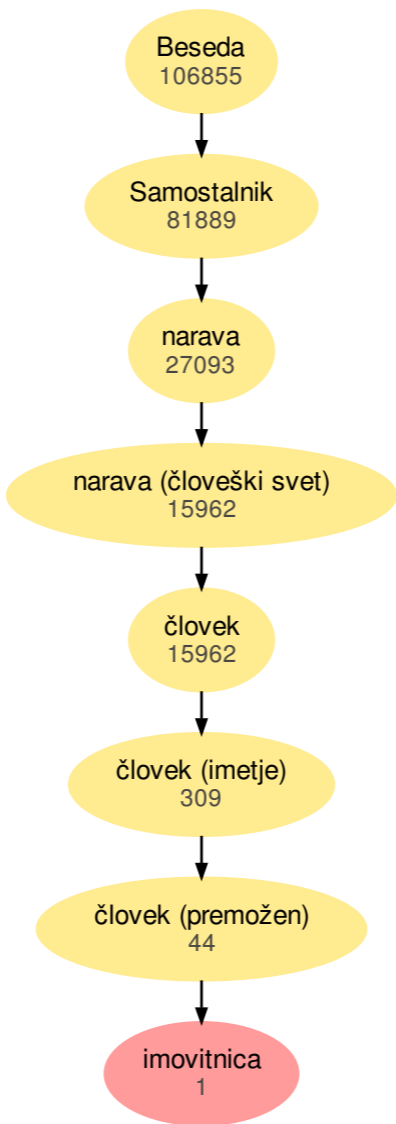 Beseda
106855
Samostalnik
81889
narava
27093
narava (človeški svet)
15962
človek
15962
človek (imetje)
309
človek (premožen)
44
imovitnica
1